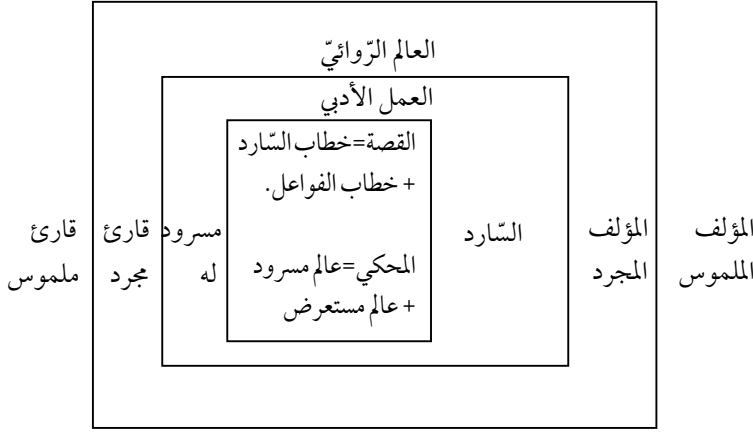 العالم الرّوائيّ
العمل الأدبي
القصة=خطاب السّارد
+ خطاب الفواعل.
المحكي=عالم مسرود
+ عالم مستعرض
المؤلف
الملموس
المؤلف
المجرد
السّارد
مسرود
له
قارئ
مجرد
قارئ
ملموس